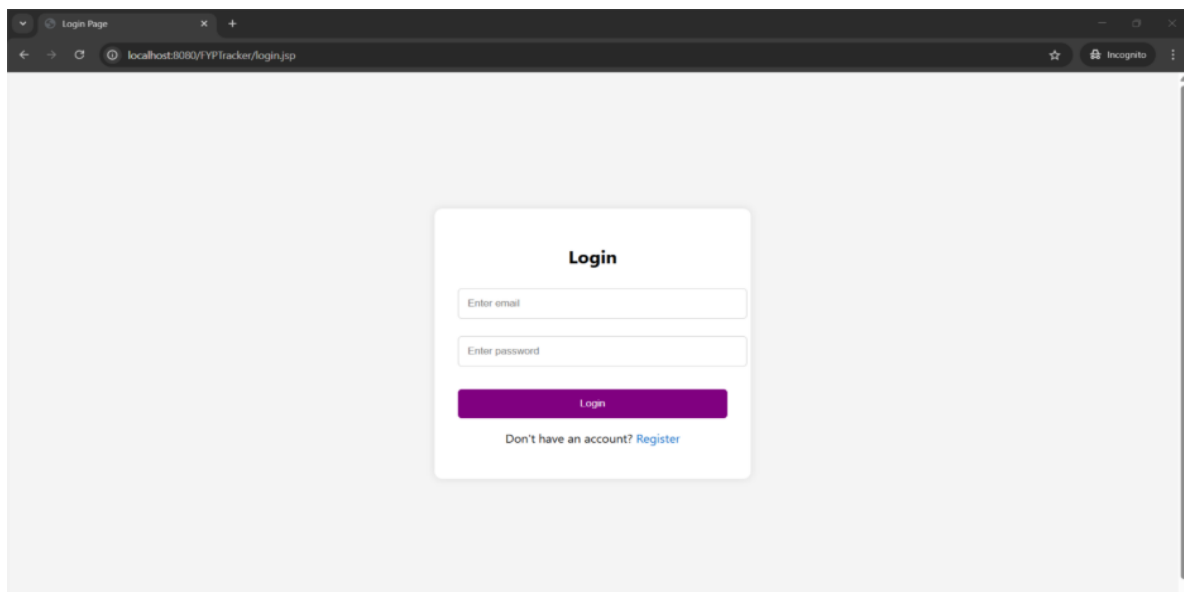 Login Page
localhost:8080/FYPTracker/login.jsp
Incognito
Login
Enter email
Enter password
Login
Don't have an account? Register